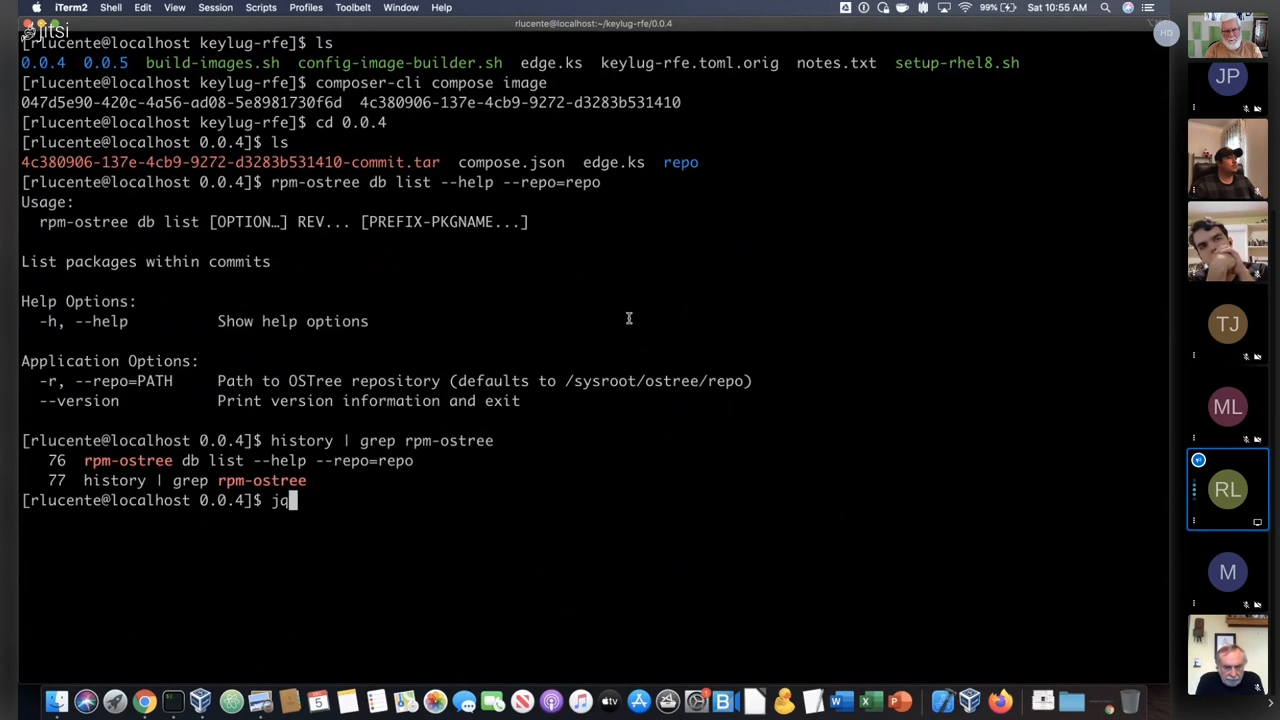 iTerm2 Shell Edit View Session Scripts Profiles Toolbelt Window Help 99% Sat 10:55 AM
rlucente@localhost:~/keylug-rfe/0.0.4
jitsi
[rlucente@localhost keylug-rfe]$ ls
0.0.4 0.0.5 build-images.sh config-image-builder.sh edge.ks keylug-rfe.toml.orig notes.txt setup-rhel8.sh
[rlucente@localhost keylug-rfe]$ composer-cli compose image
047d5e90-420c-4a56-ad08-5e8981730f6d 4c380906-137e-4cb9-9272-d3283b531410
[rlucente@localhost keylug-rfe]$ cd 0.0.4
[rlucente@localhost 0.0.4]$ ls
4c380906-137e-4cb9-9272-d3283b531410-commit.tar compose.json edge.ks repo
[rlucente@localhost 0.0.4]$ rpm-ostree db list --help --repo=repo
Usage:
rpm-ostree db list [OPTION…] REV... [PREFIX-PKGNAME...]
List packages within commits
Help Options:
-h, --help Show help options
Application Options:
-r, --repo=PATH Path to OSTree repository (defaults to /sysroot/ostree/repo)
--version Print version information and exit
[rlucente@localhost 0.0.4]$ history | grep rpm-ostree
76 rpm-ostree db list --help --repo=repo
77 history | grep rpm-ostree
[rlucente@localhost 0.0.4]$ jq
HD
JP
TJ
ML
RL
M